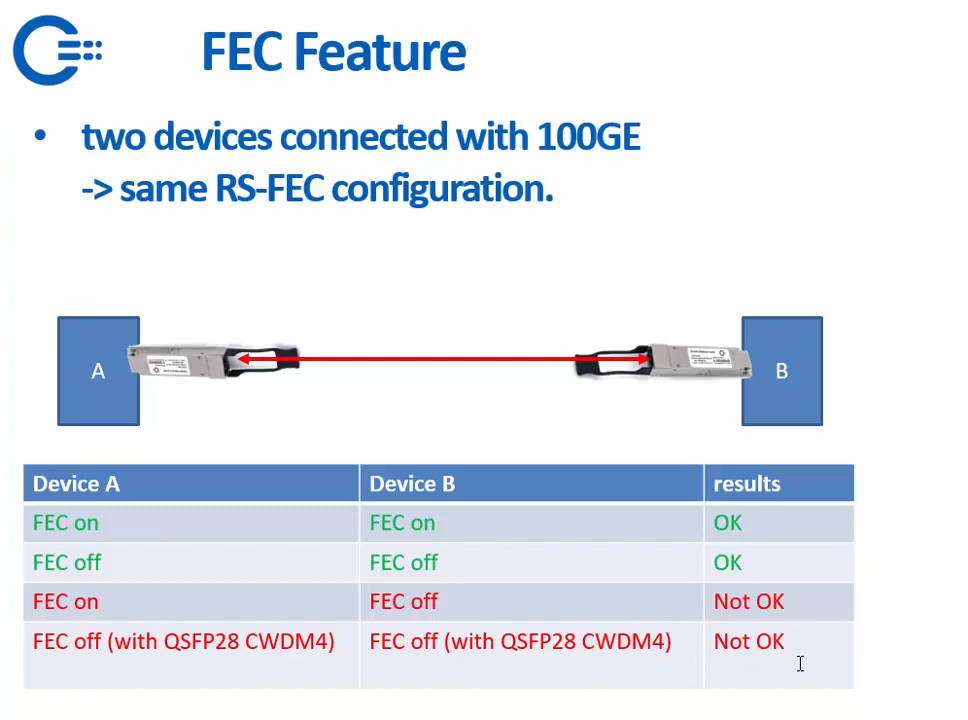 FEC Feature
• two devices connected with 100GE
-> same RS-FEC configuration.
A
B
Device A Device B results
FEC on FEC on OK
FEC off FEC off OK
FEC on FEC off Not OK
FEC off (with QSFP28 CWDM4) FEC off (with QSFP28 CWDM4) Not OK